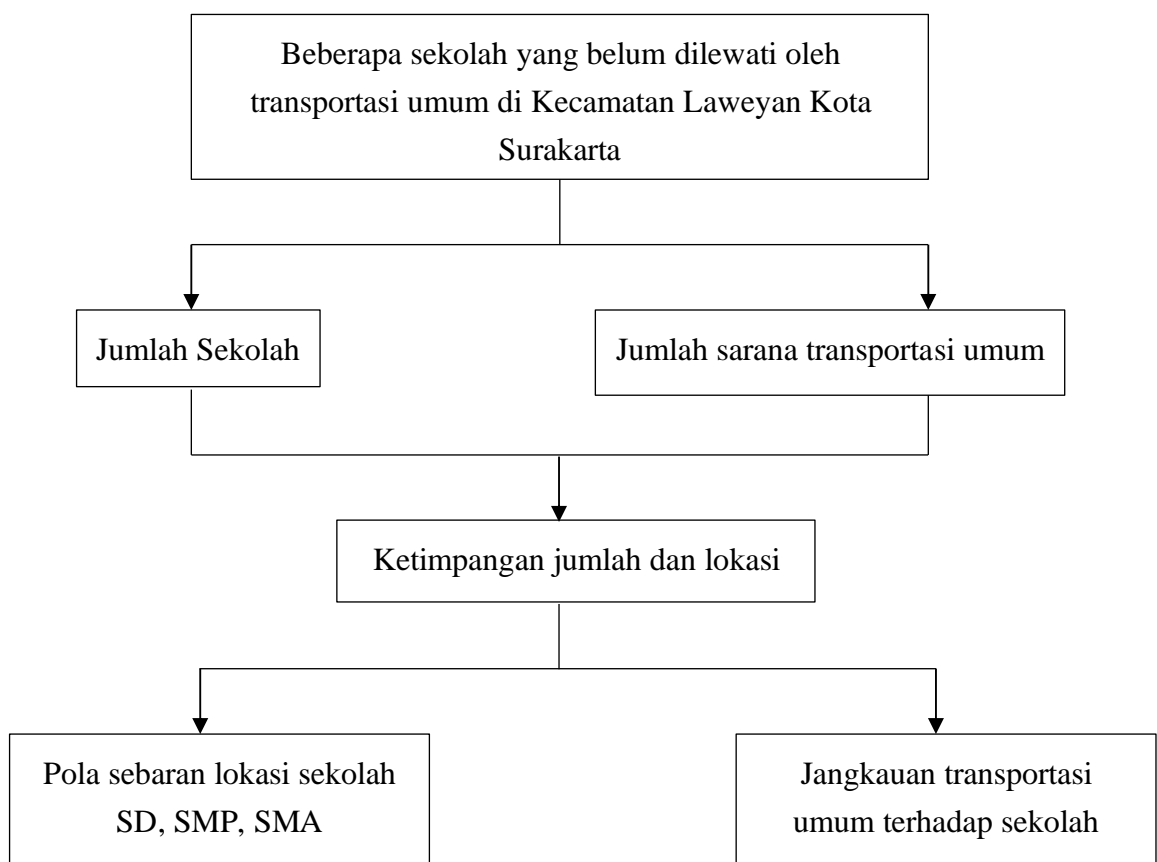 Beberapa sekolah yang belum dilewati oleh
transportasi umum di Kecamatan Laweyan Kota
Surakarta
Jumlah Sekolah
Jumlah sarana transportasi umum
Ketimpangan jumlah dan lokasi
Pola sebaran lokasi sekolah
SD, SMP, SMA
Jangkauan transportasi
umum terhadap sekolah